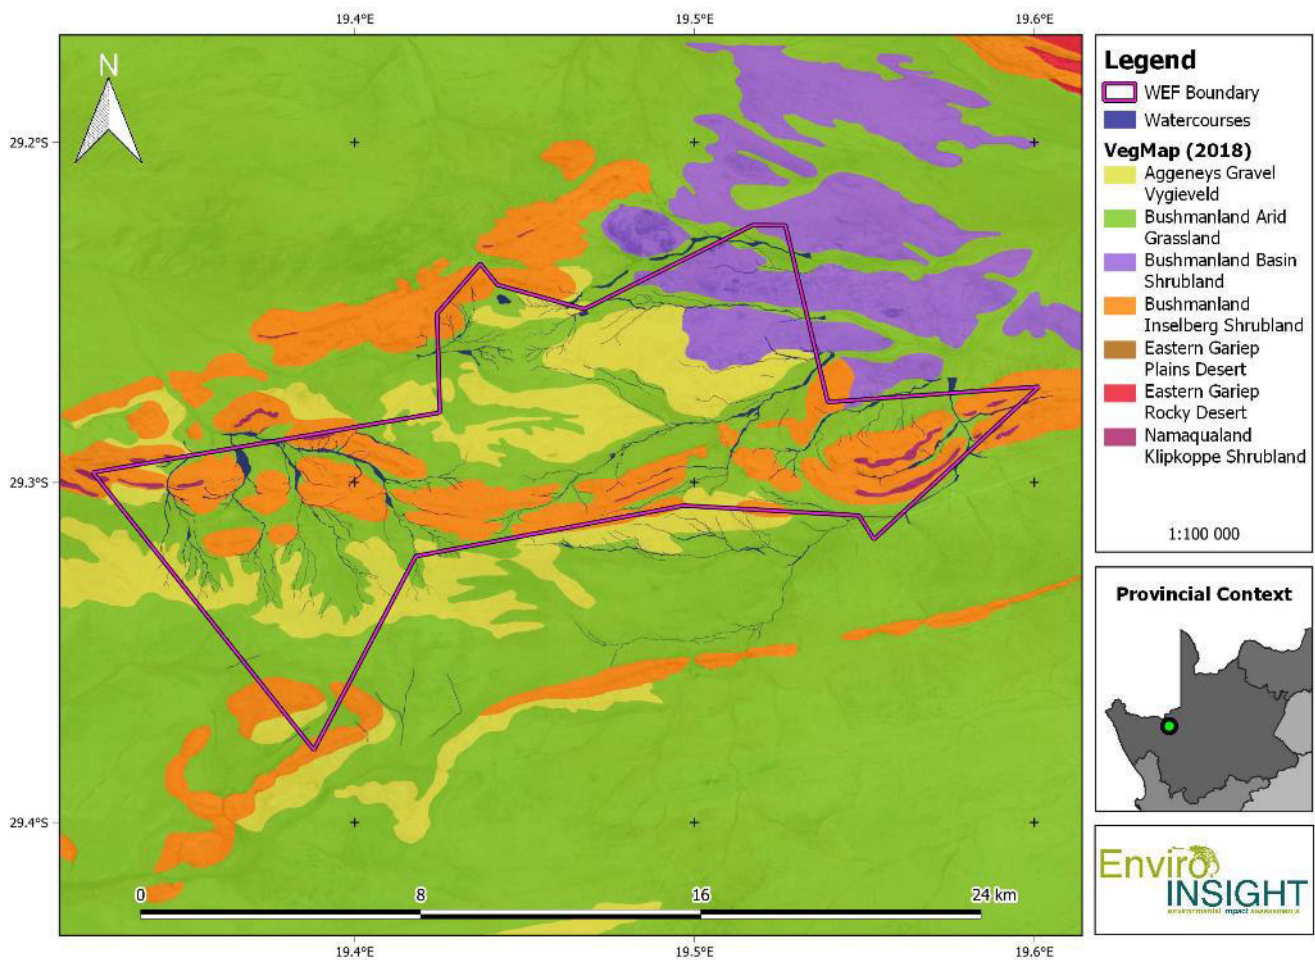 19.4°E 19.5°E 19.6°E
N
29.2°S
29.3°S
29.4°S
0 8 16 24 km
19.4°E 19.5°E 19.6°E
Legend
WEF Boundary
Watercourses
VegMap (2018)
Aggeneys Gravel
Vygieveld
Bushmanland Arid
Grassland
Bushmanland Basin
Shrubland
Bushmanland
Inselberg Shrubland
Eastern Gariep
Plains Desert
Eastern Gariep
Rocky Desert
Namaqualand
Klipkoppe Shrubland
1:100 000
Provincial Context
Enviro
INSIGHT
environmental impact assessments